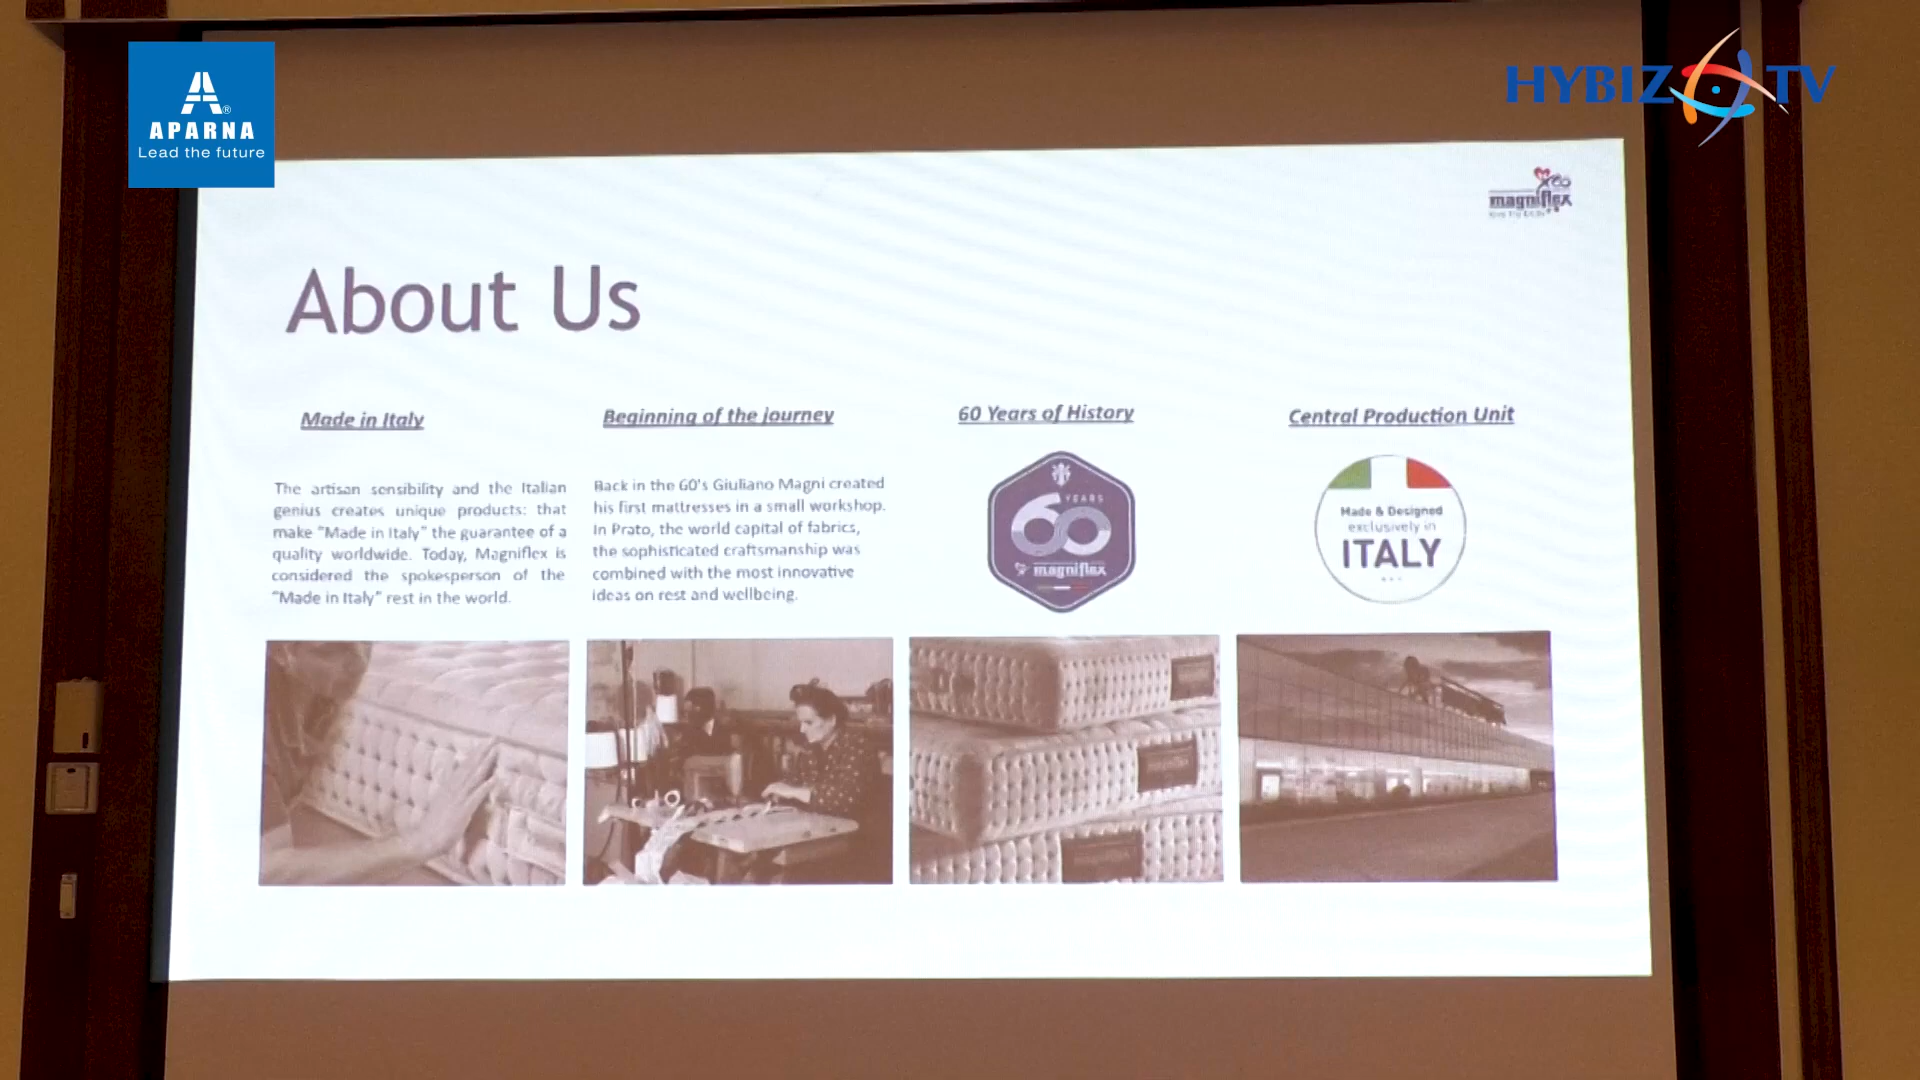 APARNA
Lead the future
HYBIZ TV
magniflex
About Us
Made in Italy
The artisan sensibility and the Italian
genius creates unique products: that
make "Made in Italy" the guarantee of a
quality worldwide. Today, Magniflex is
considered the spokesperson of the
"Made in Italy" rest in the world.
Beginning of the journey
Back in the 60's Giuliano Magni created
his first mattresses in a small workshop.
In Prato, the world capital of fabrics,
the sophisticated craftsmanship was
combined with the most innovative
ideas on rest and wellbeing.
60 Years of History
60 YEARS
magniflex
Central Production Unit
Made & Designed
exclusively in
ITALY
magniflex
magniflex